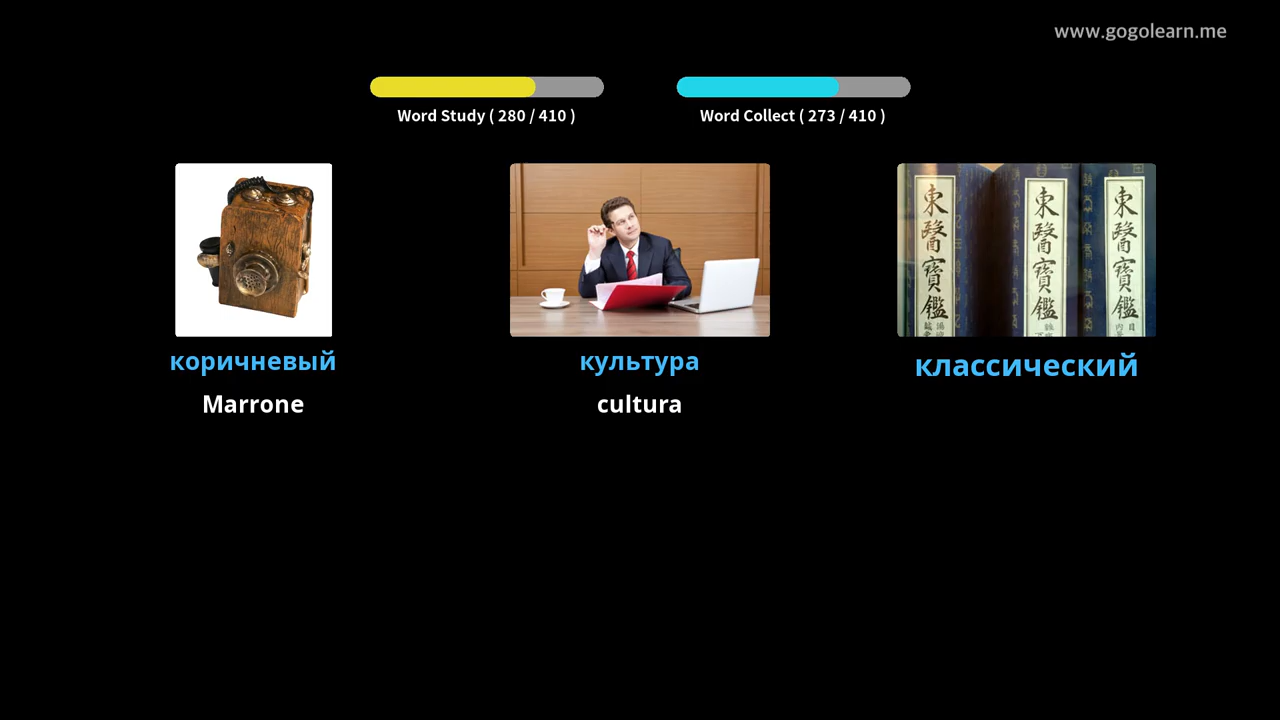 www.gogolearn.me
Word Study ( 280 / 410 )
Word Collect ( 273 / 410 )
東醫寶鑑
東醫寶鑑
東醫寶鑑
коричневый
культура
классический
Marrone
cultura